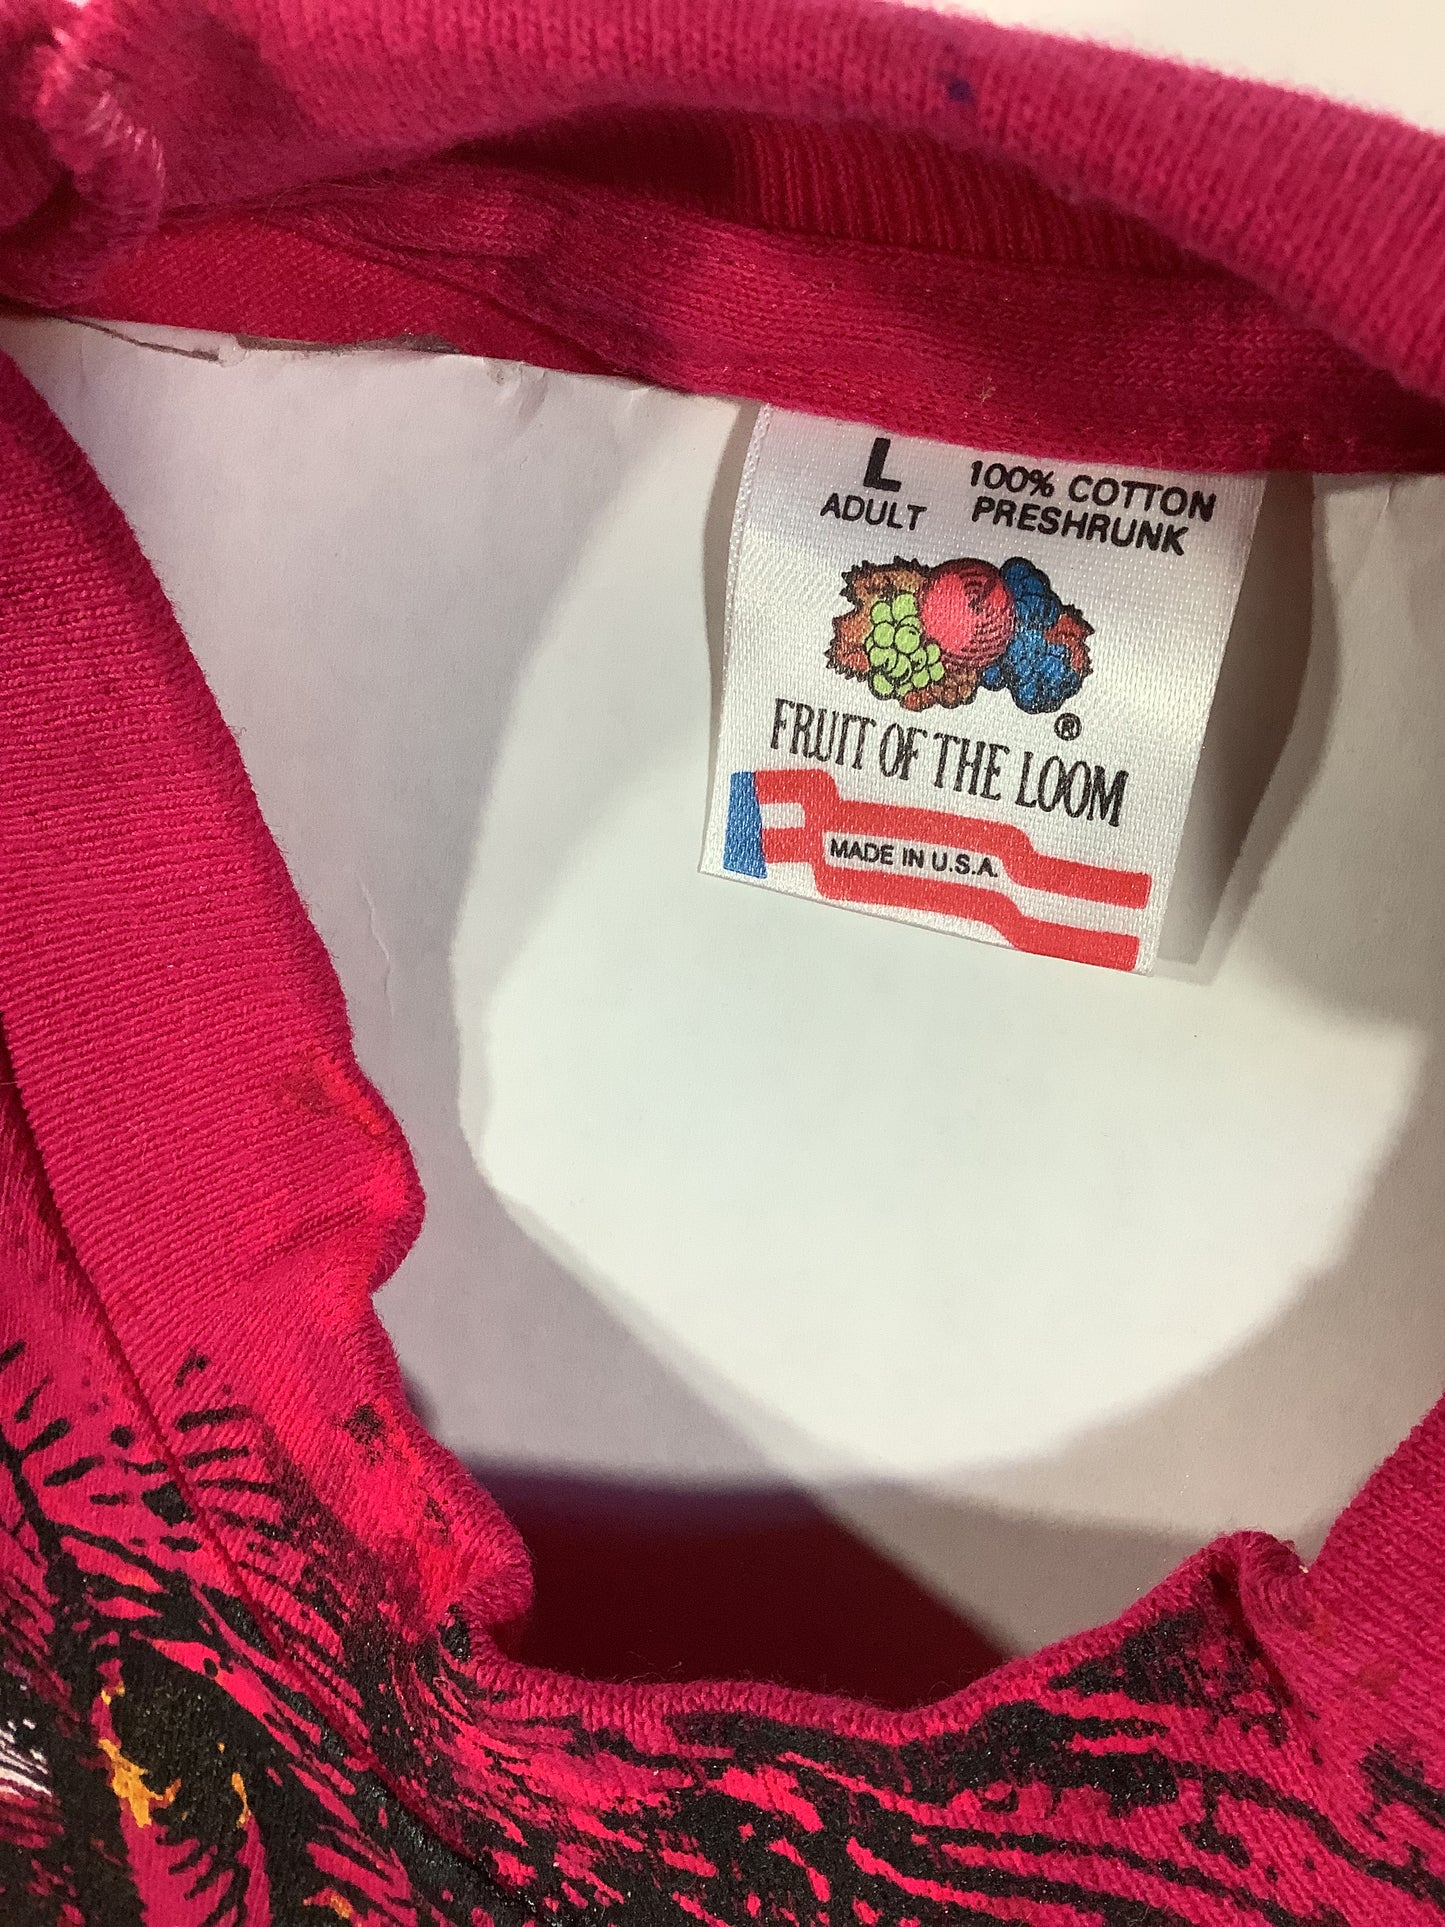 L 100% COTTON
ADULT PRESHRUNK
®
FRUIT OF THE LOOM
MADE IN U.S.A.